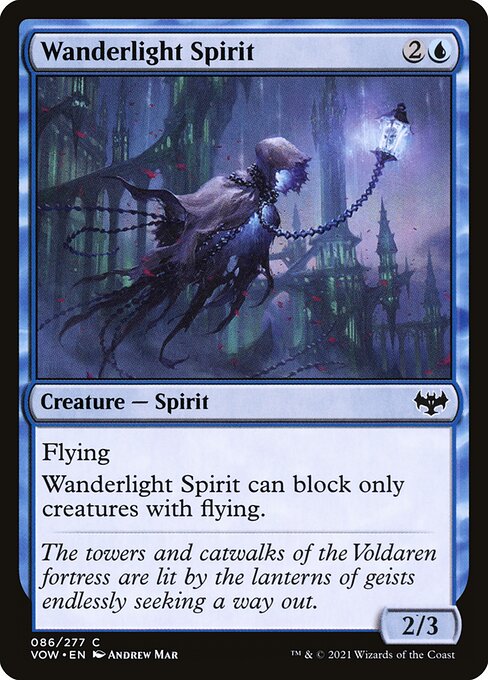 Wanderlight Spirit 2
Creature — Spirit
Flying
Wanderlight Spirit can block only
creatures with flying.
The towers and catwalks of the Voldaren
fortress are lit by the lanterns of geists
endlessly seeking a way out.
2/3
086/277 C
VOW • EN Andrew Mar ™ & © 2021 Wizards of the Coast